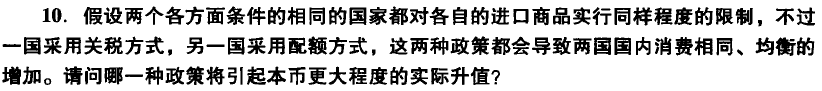 10．假设两个各方面条件的相同的国家都对各自的进口商品实行同样程度的限制，不过
一国采用关税方式，另一国采用配额方式，这两种政策都会导致两国国内消费相同、均衡的
增加。请问哪一种政策将引起本币更大程度的实际升值？